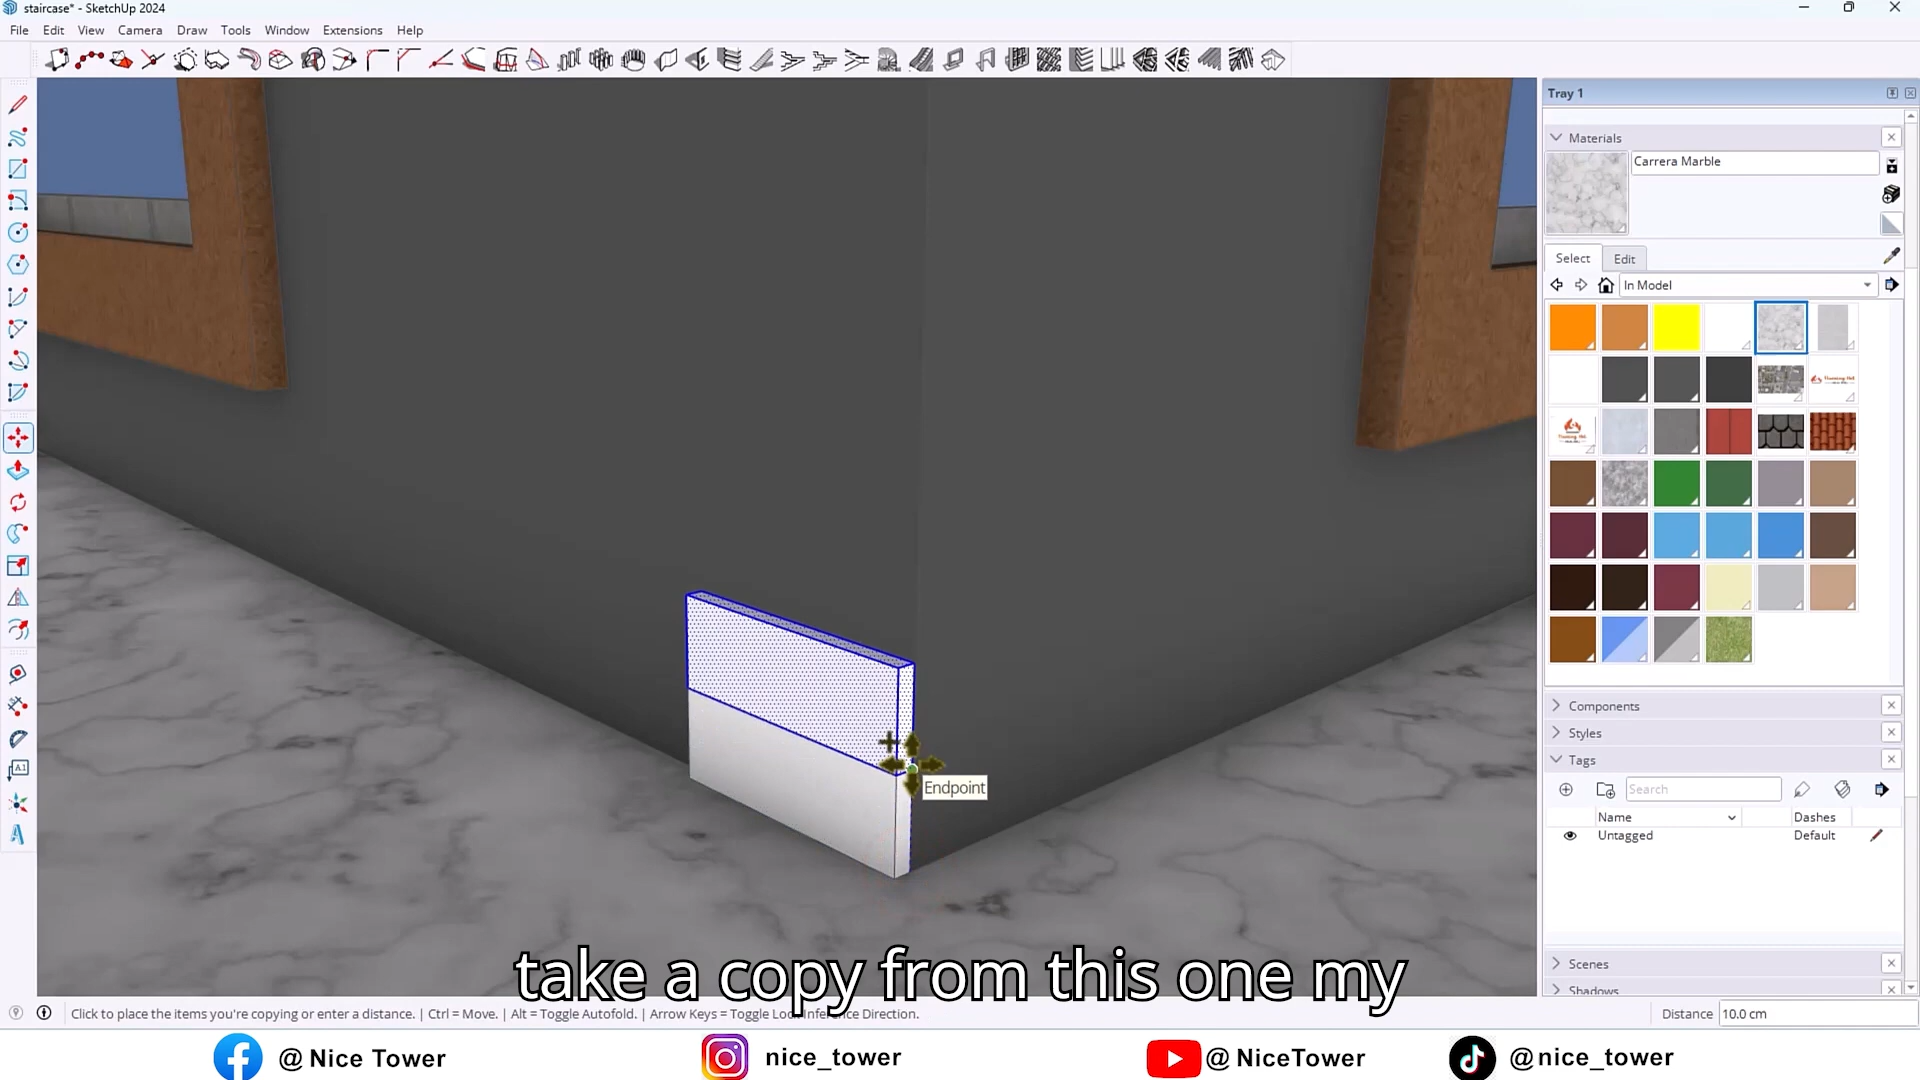 staircase* - SketchUp 2024
File Edit View Camera Draw Tools Window Extensions Help
Tray 1
Materials
Carrera Marble
Select Edit
In Model
Components
Styles
Tags
Search
Name Dashes
Untagged Default
Scenes
Shadows
Endpoint
take a copy from this one my
Click to place the items you're copying or enter a distance. | Ctrl = Move. | Alt = Toggle Autofold. | Arrow Keys = Toggle Lock Inference Direction.
Distance 10.0 cm
@ Nice Tower nice_tower @ NiceTower @nice_tower